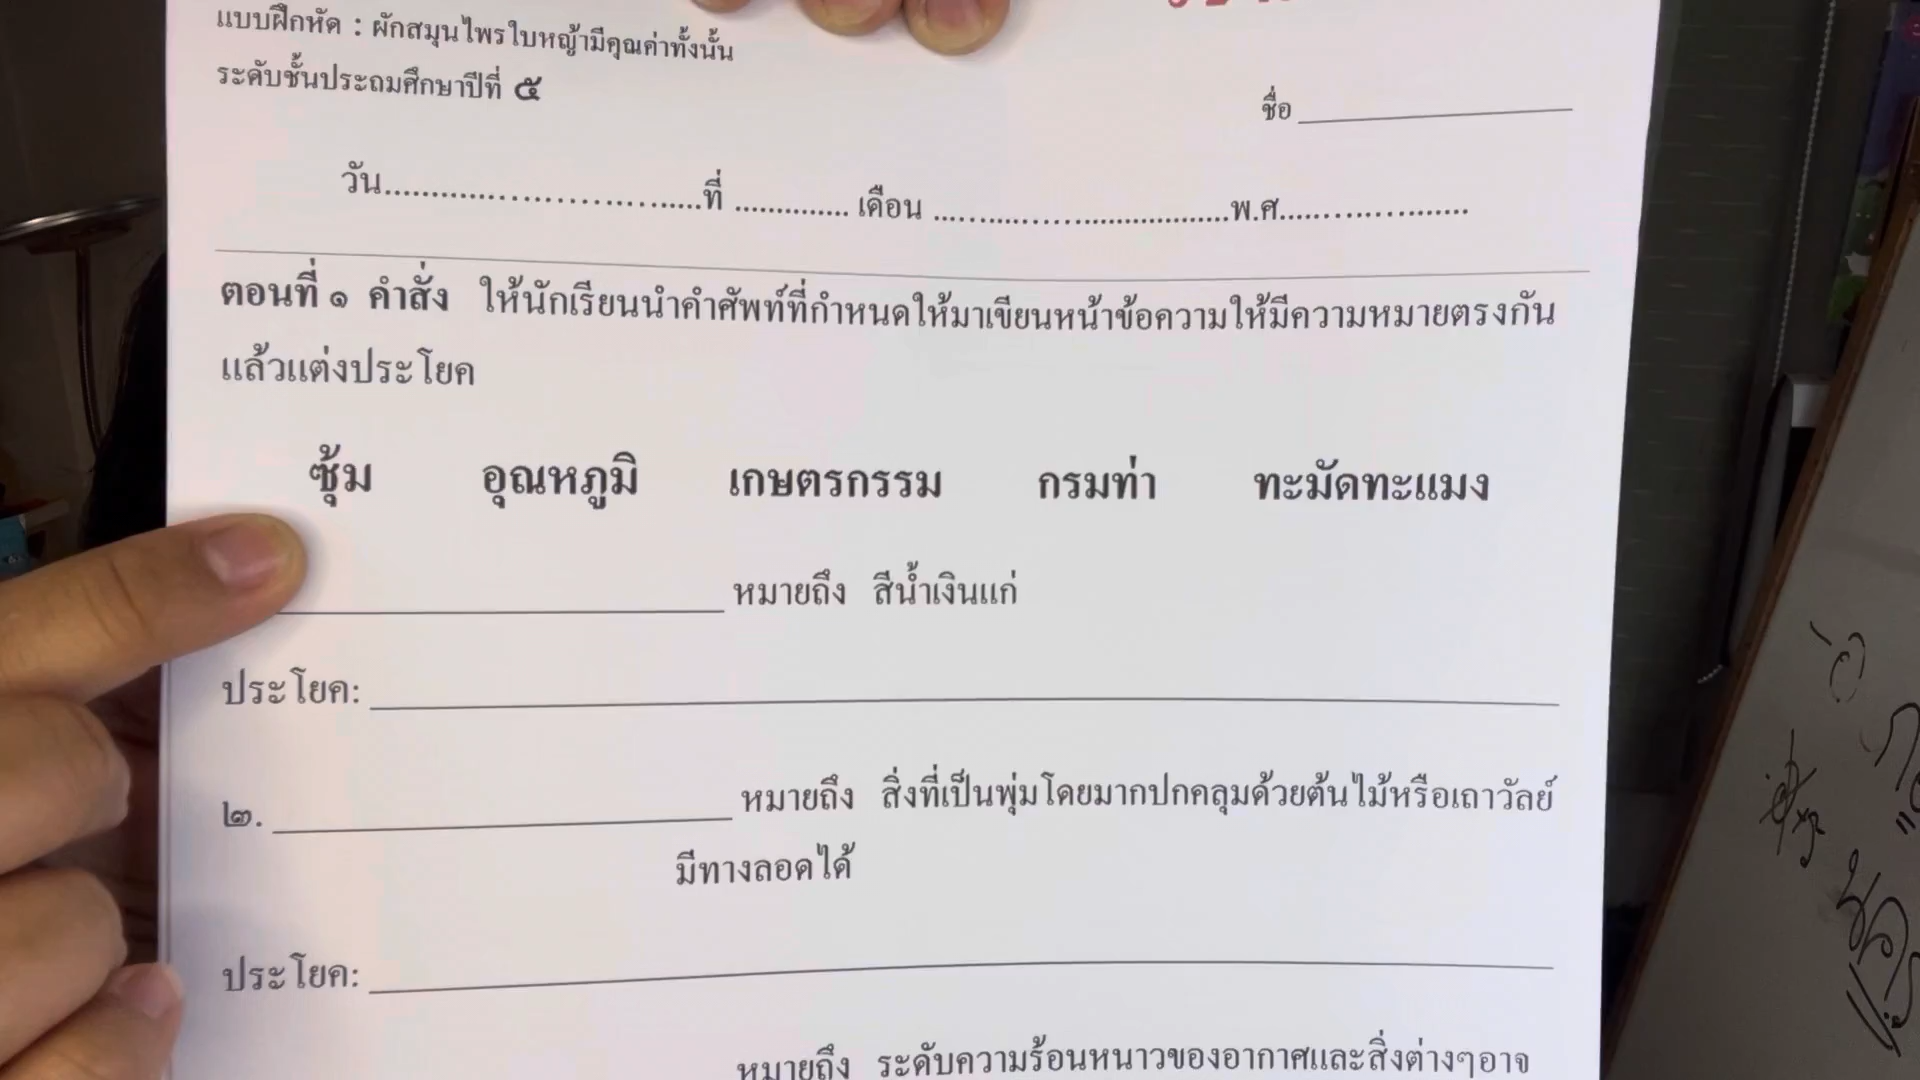 แบบฝึกหัด : ผักสมุนไพรใบหญ้ามีคุณค่าทั้งนั้น
ระดับชั้นประถมศึกษาปีที่ ๕
ชื่อ
วัน....................................ที่ ............. เดือน .................................พ.ศ.....................
ตอนที่ ๑ คำสั่ง ให้นักเรียนนำคำศัพท์ที่กำหนดให้มาเขียนหน้าข้อความให้มีความหมายตรงกัน
แล้วแต่งประโยค
ซุ้ม อุณหภูมิ เกษตรกรรม กรมท่า ทะมัดทะแมง
หมายถึง สีน้ำเงินแก่
ประโยค:
๒. หมายถึง สิ่งที่เป็นพุ่มโดยมากปกคลุมด้วยต้นไม้หรือเถาวัลย์
มีทางลอดได้
ประโยค:
หมายถึง ระดับความร้อนหนาวของอากาศและสิ่งต่างๆอาจ